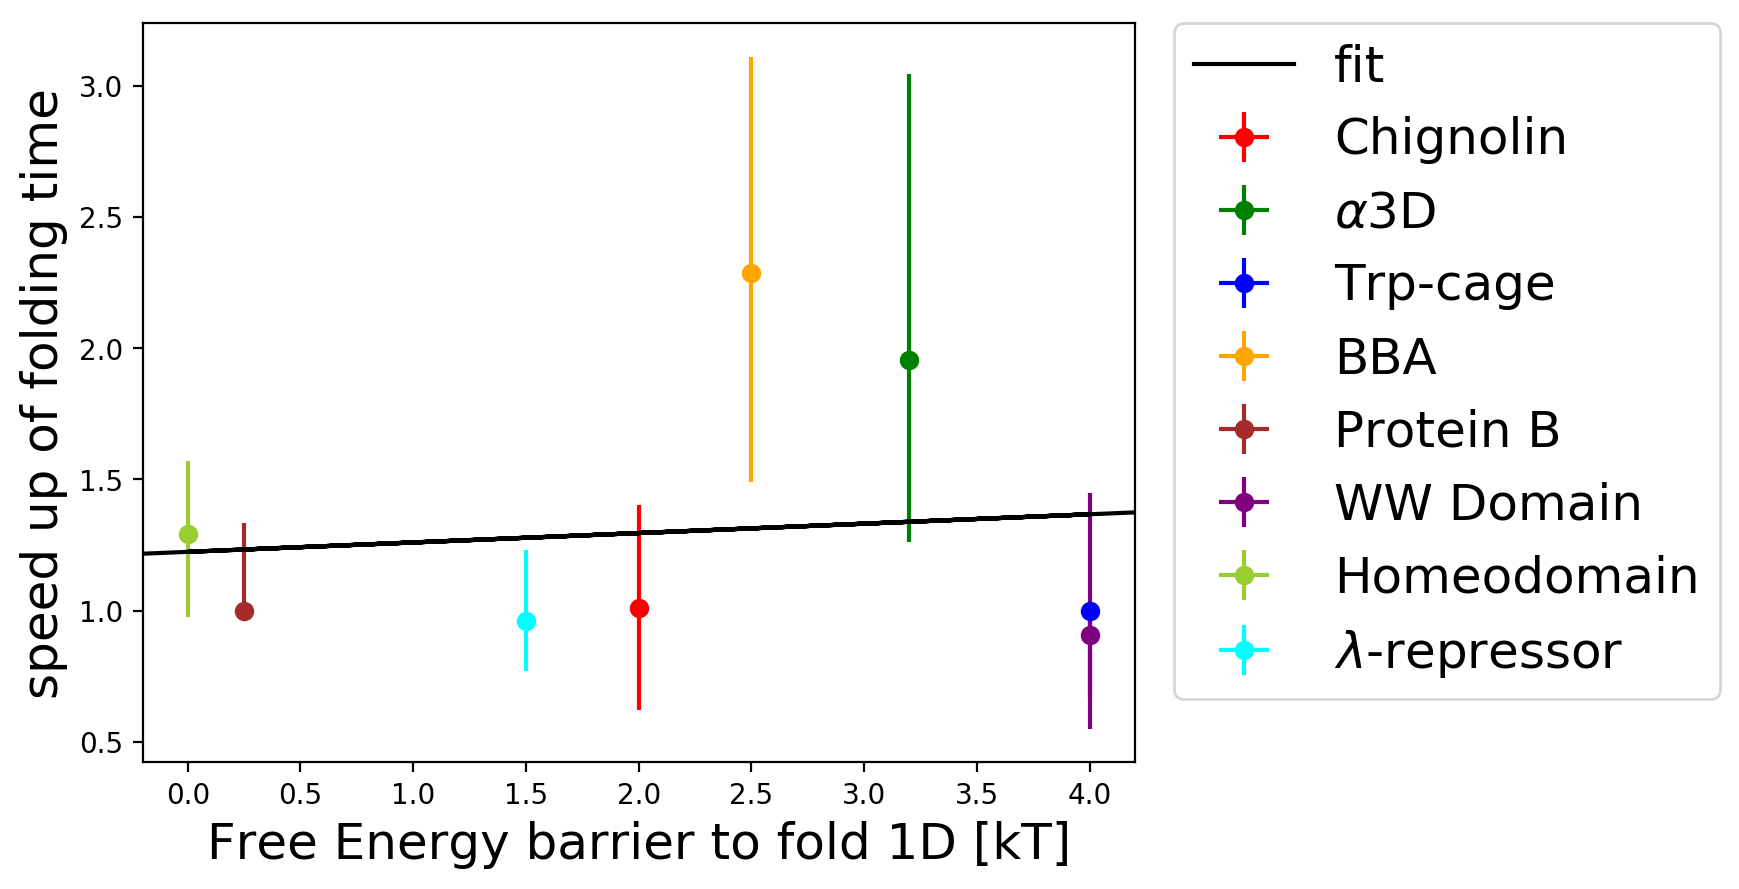 speed up of folding time
3.0
2.5
2.0
1.5
1.0
0.5
0.0 0.5 1.0 1.5 2.0 2.5 3.0 3.5 4.0
Free Energy barrier to fold 1D [kT]
fit
Chignolin
α3D
Trp-cage
BBA
Protein B
WW Domain
Homeodomain
λ-repressor